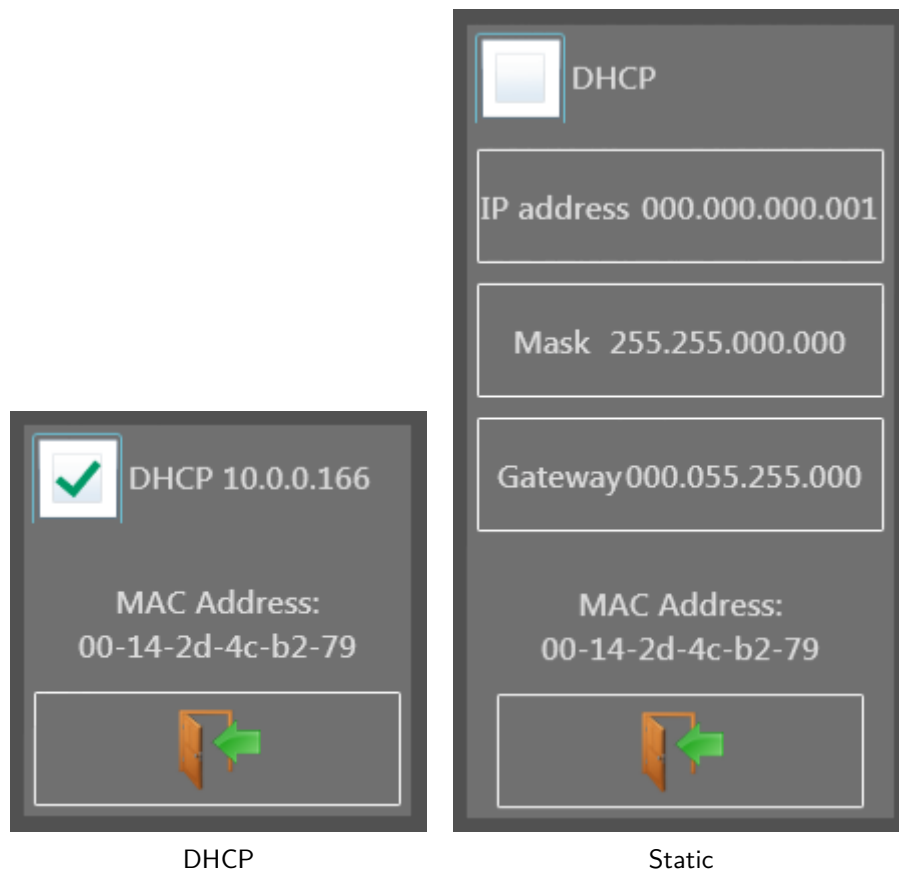 DHCP 10.0.0.166
MAC Address:
00-14-2d-4c-b2-79
DHCP
DHCP
IP address 000.000.000.001
Mask 255.255.000.000
Gateway 000.055.255.000
MAC Address:
00-14-2d-4c-b2-79
Static